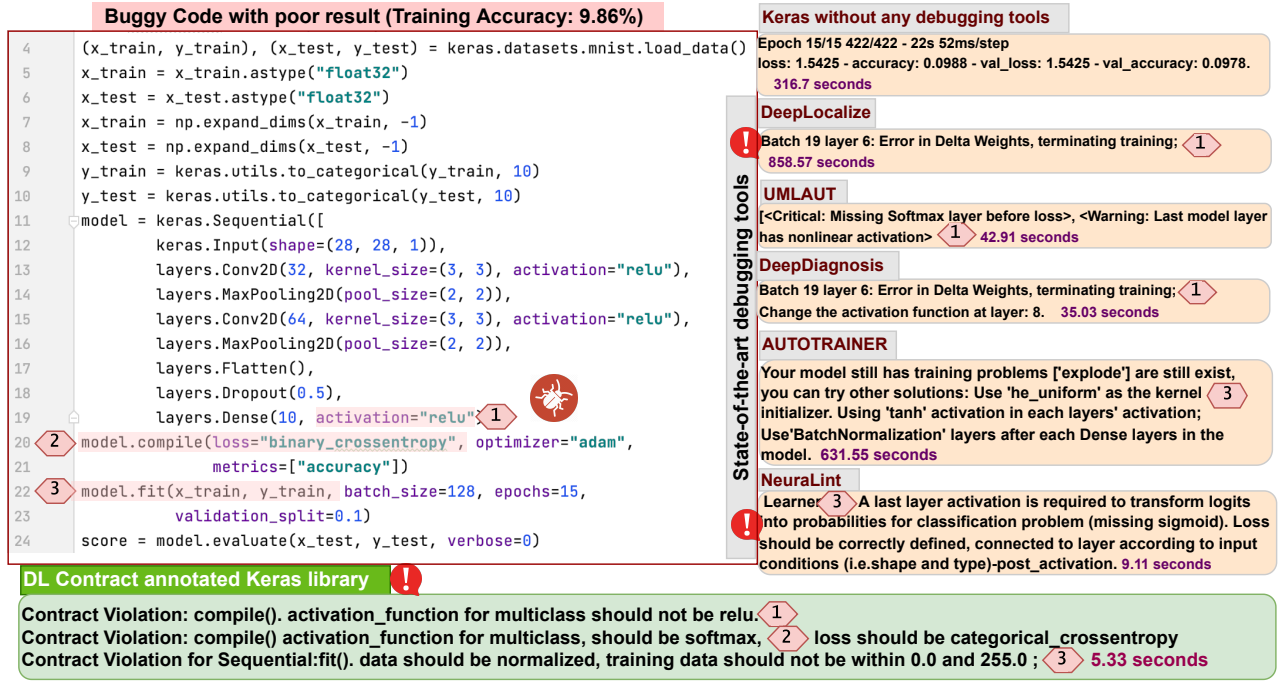 Buggy Code with poor result (Training Accuracy: 9.86%)
4 (x_train, y_train), (x_test, y_test) = keras.datasets.mnist.load_data()
5 x_train = x_train.astype("float32")
6 x_test = x_test.astype("float32")
7 x_train = np.expand_dims(x_train, -1)
8 x_test = np.expand_dims(x_test, -1)
9 y_train = keras.utils.to_categorical(y_train, 10)
10 y_test = keras.utils.to_categorical(y_test, 10)
11 model = keras.Sequential([
12 keras.Input(shape=(28, 28, 1)),
13 layers.Conv2D(32, kernel_size=(3, 3), activation="relu"),
14 layers.MaxPooling2D(pool_size=(2, 2)),
15 layers.Conv2D(64, kernel_size=(3, 3), activation="relu"),
16 layers.MaxPooling2D(pool_size=(2, 2)),
17 layers.Flatten(),
18 layers.Dropout(0.5),
19 layers.Dense(10, activation="relu" 1
20 2 model.compile(loss="binary_crossentropy", optimizer="adam",
21 metrics=["accuracy"])
22 3 model.fit(x_train, y_train, batch_size=128, epochs=15,
23 validation_split=0.1)
24 score = model.evaluate(x_test, y_test, verbose=0)
State-of-the-art debugging tools
Keras without any debugging tools
Epoch 15/15 422/422 - 22s 52ms/step
loss: 1.5425 - accuracy: 0.0988 - val_loss: 1.5425 - val_accuracy: 0.0978.
316.7 seconds
DeepLocalize
! Batch 19 layer 6: Error in Delta Weights, terminating training; 1
858.57 seconds
UMLAUT
[<Critical: Missing Softmax layer before loss>, <Warning: Last model layer
has nonlinear activation> 1 42.91 seconds
DeepDiagnosis
Batch 19 layer 6: Error in Delta Weights, terminating training; 1
Change the activation function at layer: 8. 35.03 seconds
AUTOTRAINER
Your model still has training problems ['explode'] are still exist,
you can try other solutions: Use 'he_uniform' as the kernel 3
initializer. Using 'tanh' activation in each layers' activation;
Use'BatchNormalization' layers after each Dense layers in the
model. 631.55 seconds
NeuraLint
Learner 3 A last layer activation is required to transform logits
! into probabilities for classification problem (missing sigmoid). Loss
should be correctly defined, connected to layer according to input
conditions (i.e.shape and type)-post_activation. 9.11 seconds
DL Contract annotated Keras library !
Contract Violation: compile(). activation_function for multiclass should not be relu. 1
Contract Violation: compile() activation_function for multiclass, should be softmax, 2 loss should be categorical_crossentropy
Contract Violation for Sequential:fit(). data should be normalized, training data should not be within 0.0 and 255.0 ; 3 5.33 seconds